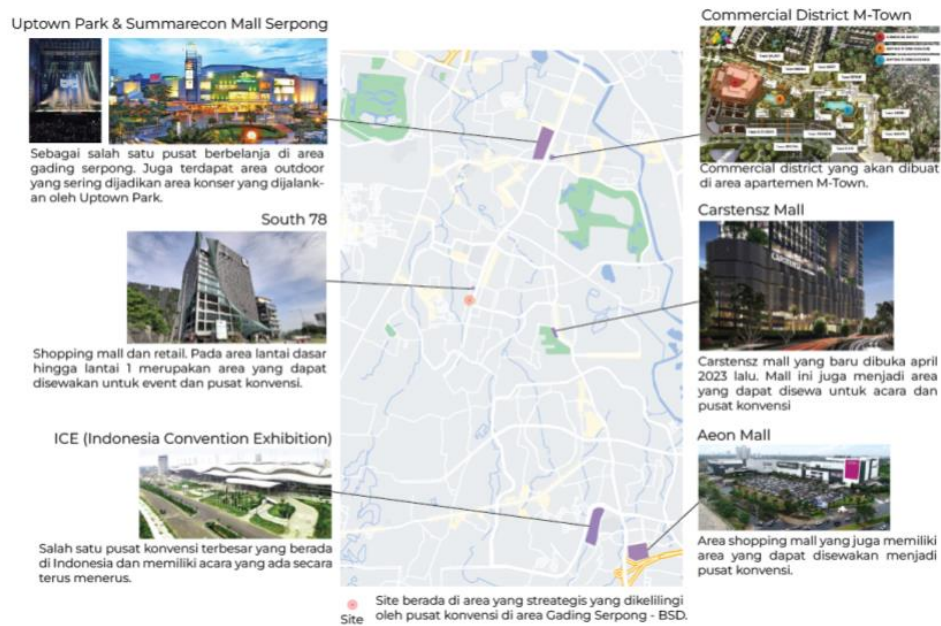 Uptown Park & Summarecon Mall Serpong
Sebagai salah satu pusat berbelanja di area
gading serpong. Juga terdapat area outdoor
yang sering dijadikan area konser yang dijalank-
an oleh Uptown Park.
South 78
Shopping mall dan retail. Pada area lantai dasar
hingga lantai 1 merupakan area yang dapat
disewakan untuk event dan pusat konvensi.
ICE (Indonesia Convention Exhibition)
Salah satu pusat konvensi terbesar yang berada
di Indonesia dan memiliki acara yang ada secara
terus menerus.
Commercial District M-Town
Commercial district yang akan dibuat
di area apartemen M-Town.
Carstensz Mall
Carstensz mall yang baru dibuka april
2023 lalu. Mall ini juga menjadi area
yang dapat disewa untuk acara dan
pusat konvensi
Aeon Mall
Area shopping mall yang juga memiliki
area yang dapat disewakan menjadi
pusat konvensi.
Site
Site berada di area yang streategis yang dikelilingi
oleh pusat konvensi di area Gading Serpong - BSD.